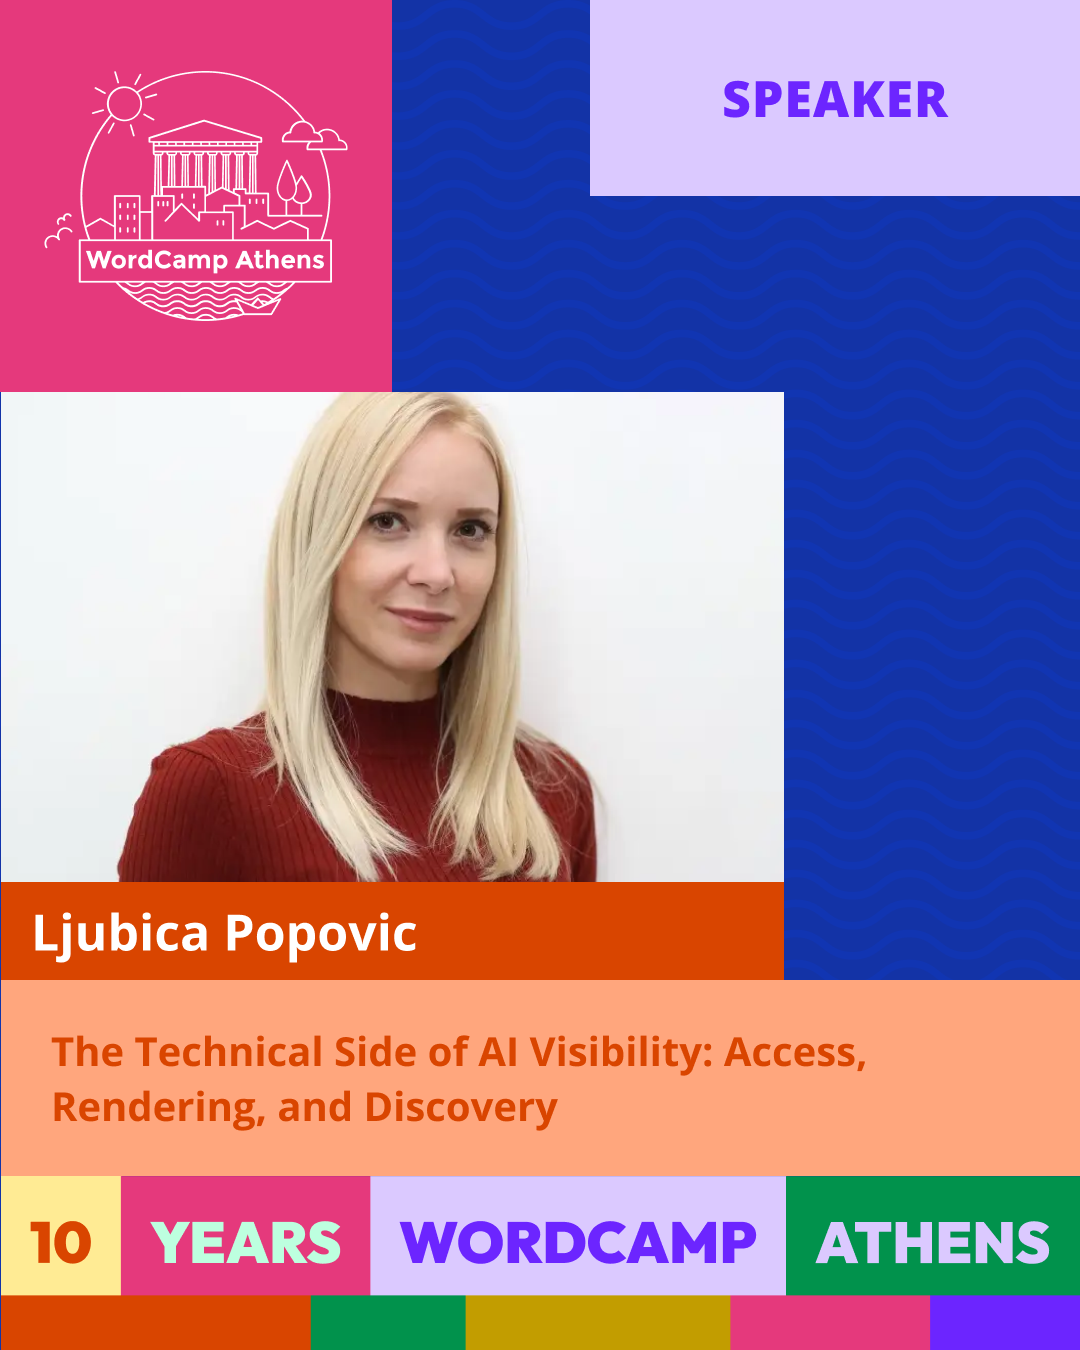 WordCamp Athens
SPEAKER
Ljubica Popovic
The Technical Side of AI Visibility: Access,
Rendering, and Discovery
10 YEARS WORDCAMP ATHENS